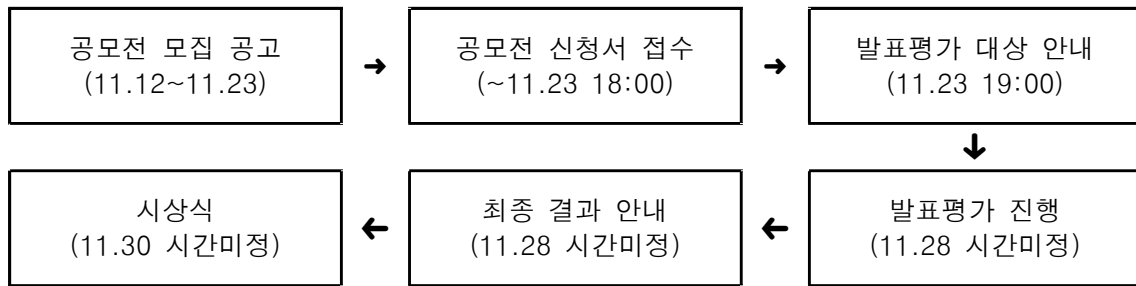 공모전 모집 공고
(11.12~11.23)
➜
공모전 신청서 접수
(~11.23 18:00)
➜
발표평가 대상 안내
(11.23 19:00)
↓
발표평가 진행
(11.28 시간미정)
←
최종 결과 안내
(11.28 시간미정)
←
시상식
(11.30 시간미정)